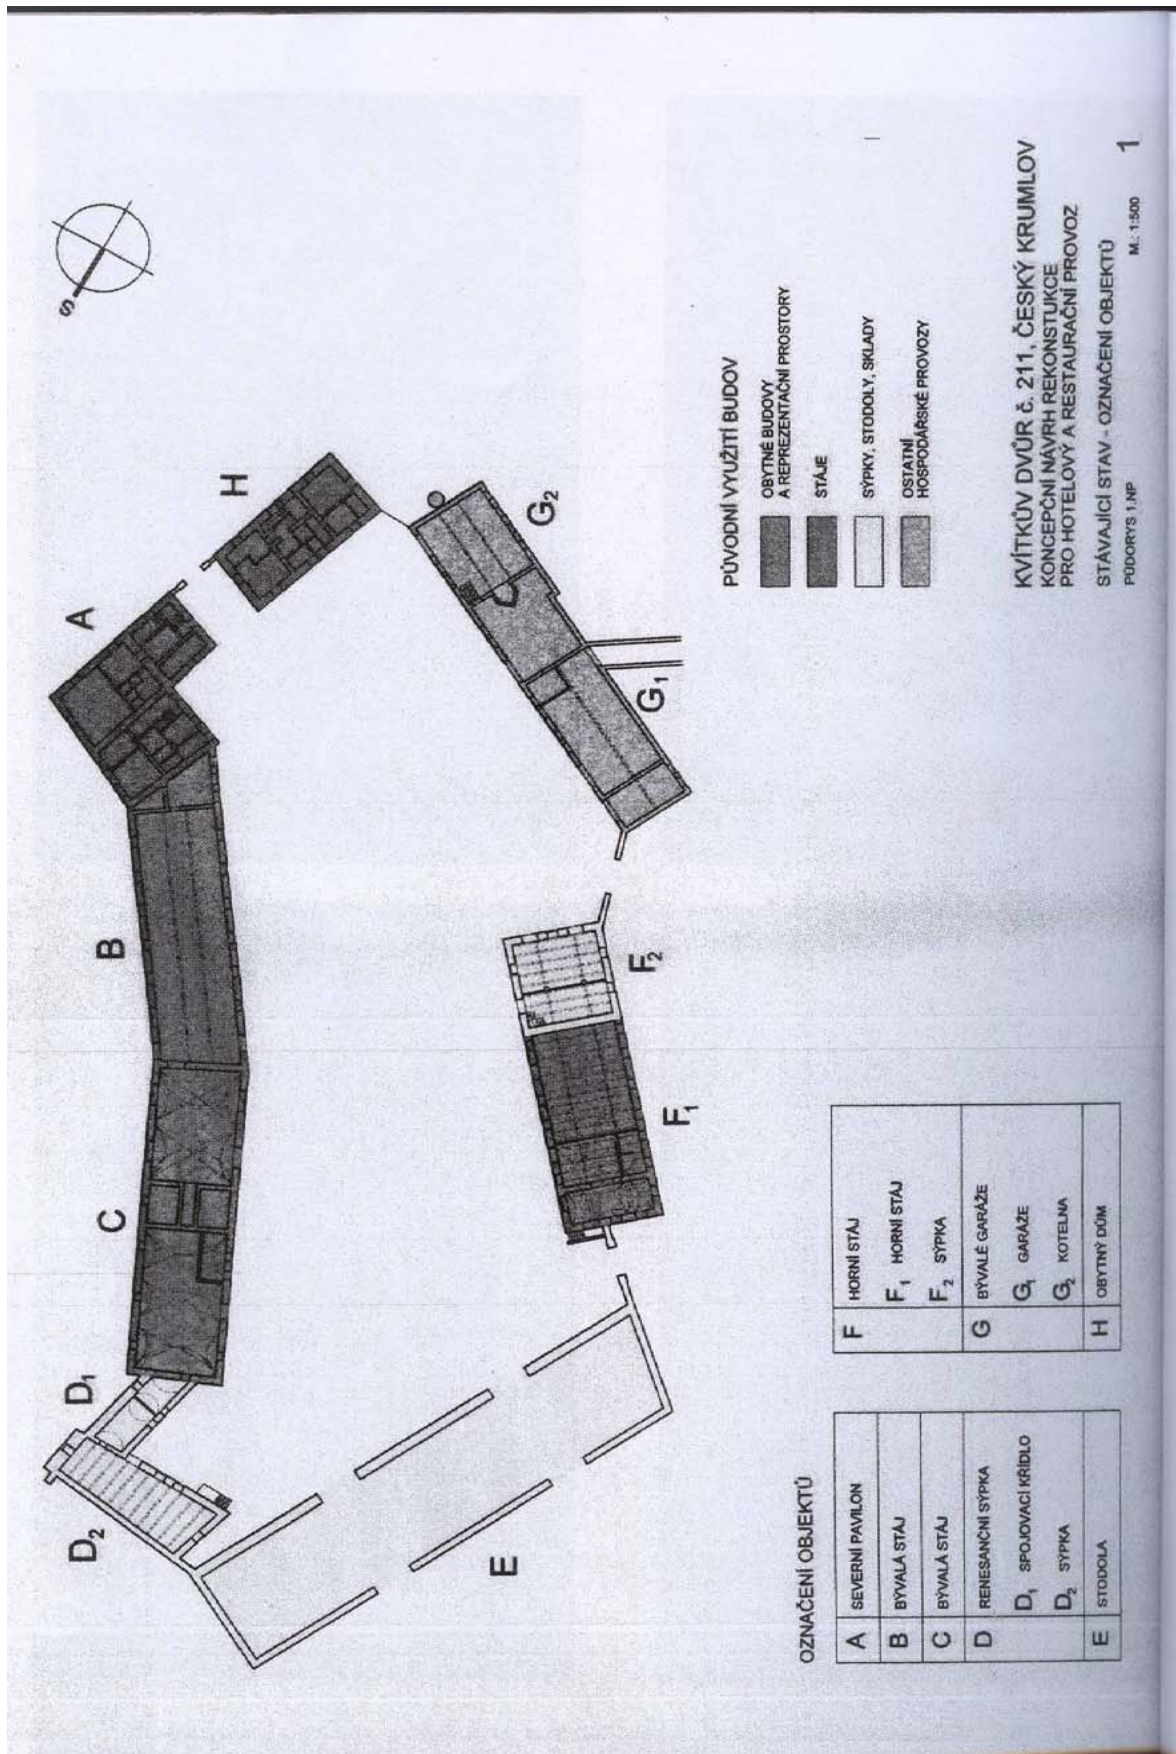 S
A
B
C
D1
D2
E
F1
F2
G1
G2
H
PŮVODNÍ VYUŽITÍ BUDOV
OBYTNÉ BUDOVY
A REPREZENTAČNÍ PROSTORY
STÁJE
SÝPKY, STODOLY, SKLADY
OSTATNÍ
HOSPODÁŘSKÉ PROVOZY
OZNAČENÍ OBJEKTŮ
A SEVERNÍ PAVILON
B BÝVALÁ STÁJ
C BÝVALÁ STÁJ
D RENESANČNÍ SÝPKA
D1 SPOJOVACÍ KŘÍDLO
D2 SÝPKA
E STODOLA
F HORNÍ STÁJ
F1 HORNÍ STÁJ
F2 SÝPKA
G BÝVALÉ GARÁŽE
G1 GARÁŽE
G2 KOTELNA
H OBYTNÝ DŮM
KVÍTKŮV DVŮR č. 211, ČESKÝ KRUMLOV
KONCEPČNÍ NÁVRH REKONSTUKCE
PRO HOTELOVÝ A RESTAURAČNÍ PROVOZ
STÁVAJÍCÍ STAV - OZNAČENÍ OBJEKTŮ
PŮDORYS 1.NP M.: 1:500 1